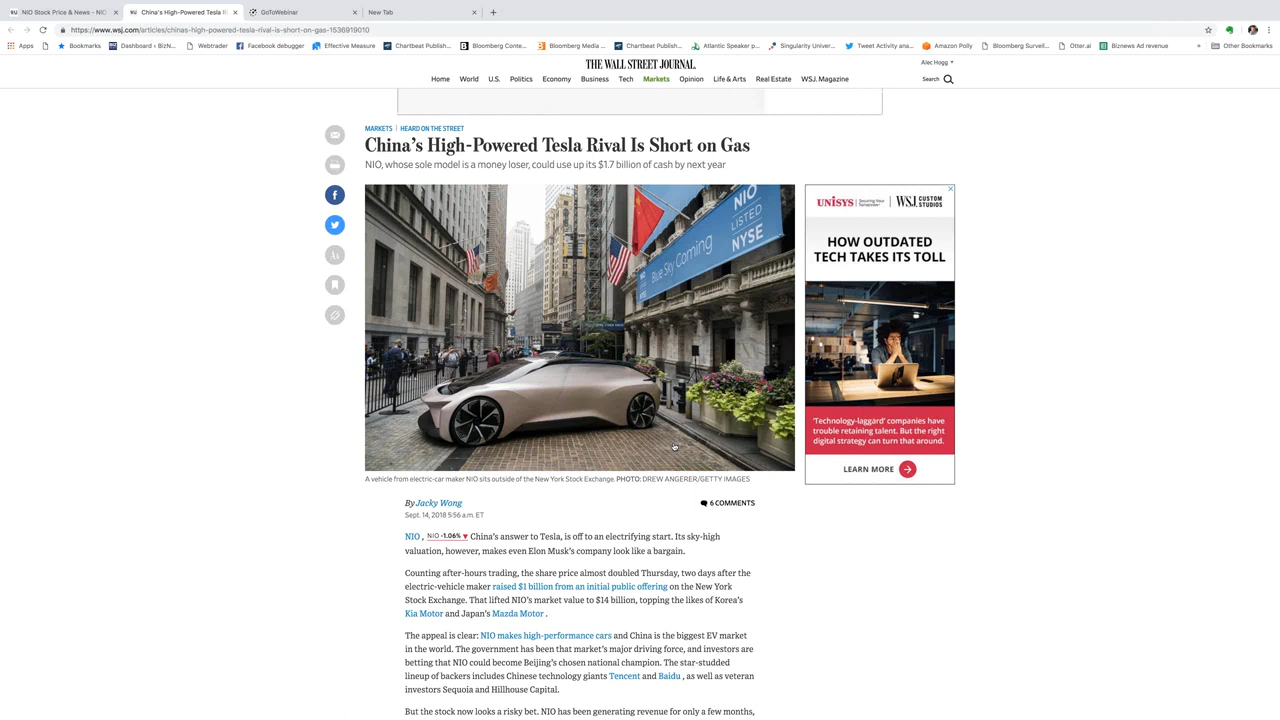 NIO Stock Price & News – NIO
China's High-Powered Tesla Ri
GoToWebinar
New Tab
https://www.wsj.com/articles/chinas-high-powered-tesla-rival-is-short-on-gas-1536919010
Apps
Bookmarks
Dashboard ‹ BizN...
Webtrader
Facebook debugger
Effective Measure
Chartbeat Publish...
Bloomberg Conte...
Bloomberg Media ...
Chartbeat Publish...
Atlantic Speaker p...
Singularity Univer...
Tweet Activity ana...
Amazon Polly
Bloomberg Surveil...
Otter.ai
Biznews Ad revenue
»
Other Bookmarks
THE WALL STREET JOURNAL.
Alec Hogg
Home World U.S. Politics Economy Business Tech Markets Opinion Life & Arts Real Estate WSJ. Magazine
Search
MARKETS | HEARD ON THE STREET
China's High-Powered Tesla Rival Is Short on Gas
NIO, whose sole model is a money loser, could use up its $1.7 billion of cash by next year
NIO
LISTED
NYSE
Blue Sky Coming
A vehicle from electric-car maker NIO sits outside of the New York Stock Exchange. PHOTO: DREW ANGERER/GETTY IMAGES
UNISYS | Securing Your Tomorrow | WSJ. CUSTOM STUDIOS
HOW OUTDATED
TECH TAKES ITS TOLL
'Technology-laggard' companies have
trouble retaining talent. But the right
digital strategy can turn that around.
LEARN MORE
By Jacky Wong
6 COMMENTS
Sept. 14, 2018 5:56 a.m. ET
NIO , NIO -1.06% ▼ China's answer to Tesla, is off to an electrifying start. Its sky-high
valuation, however, makes even Elon Musk's company look like a bargain.
Counting after-hours trading, the share price almost doubled Thursday, two days after the
electric-vehicle maker raised $1 billion from an initial public offering on the New York
Stock Exchange. That lifted NIO's market value to $14 billion, topping the likes of Korea's
Kia Motor and Japan's Mazda Motor .
The appeal is clear: NIO makes high-performance cars and China is the biggest EV market
in the world. The government has been that market's major driving force, and investors are
betting that NIO could become Beijing's chosen national champion. The star-studded
lineup of backers includes Chinese technology giants Tencent and Baidu , as well as veteran
investors Sequoia and Hillhouse Capital.
But the stock now looks a risky bet. NIO has been generating revenue for only a few months,